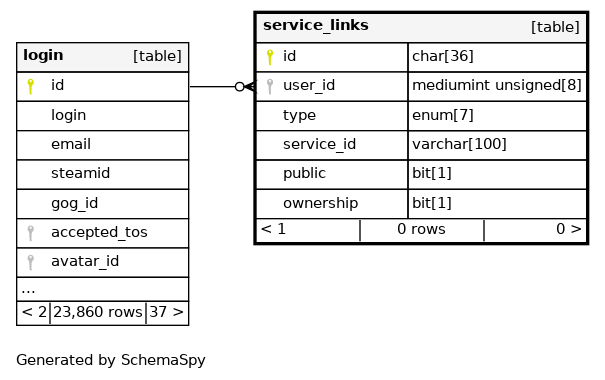 login [table]
id
login
email
steamid
gog_id
accepted_tos
avatar_id
...
< 2 23,860 rows 37 >
service_links [table]
id char[36]
user_id mediumint unsigned[8]
type enum[7]
service_id varchar[100]
public bit[1]
ownership bit[1]
< 1 0 rows 0 >
Generated by SchemaSpy